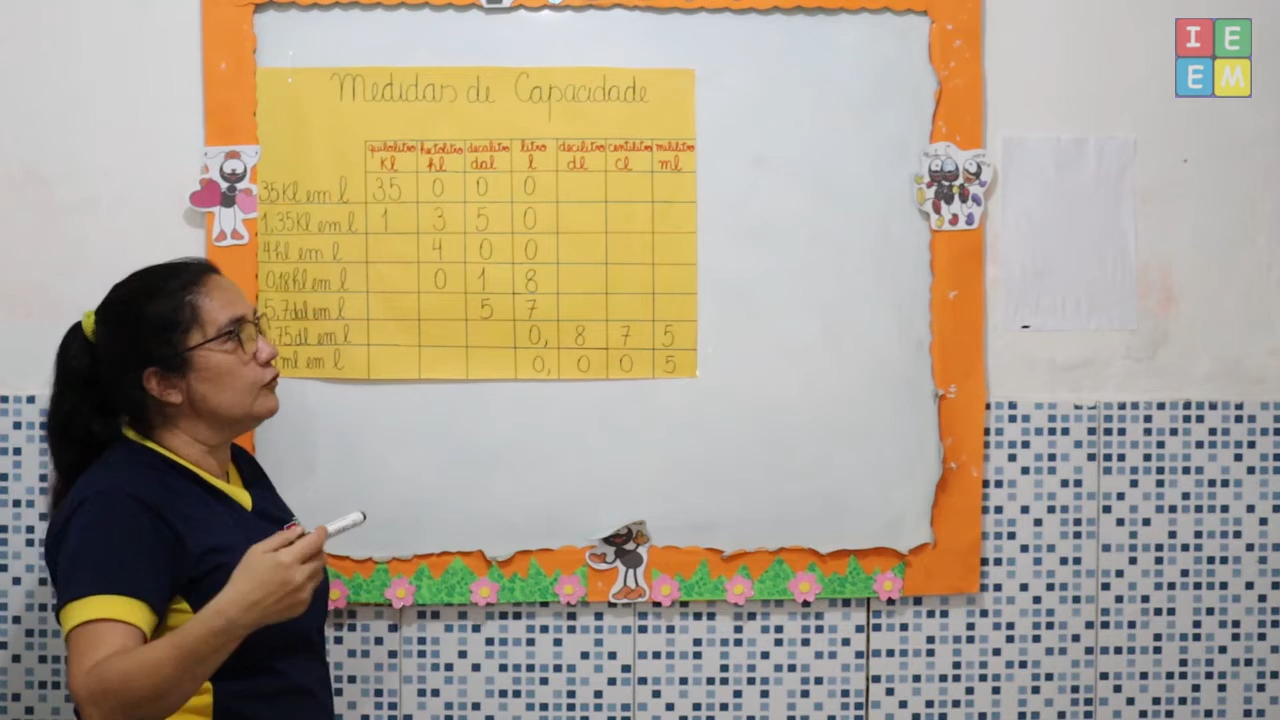 I E
E M
Medidas de Capacidade
quilolitro hectolitro decalitro litro decilitro centilitro mililitro
Kl hl dal l dl cl ml
35Kl em l 35 0 0 0
1,35Kl em l 1 3 5 0
4hl em l 4 0 0
0,18hl em l 0 1 8
5,7dal em l 5 7
,75dl em l 0, 8 7 5
ml em l 0, 0 0 5